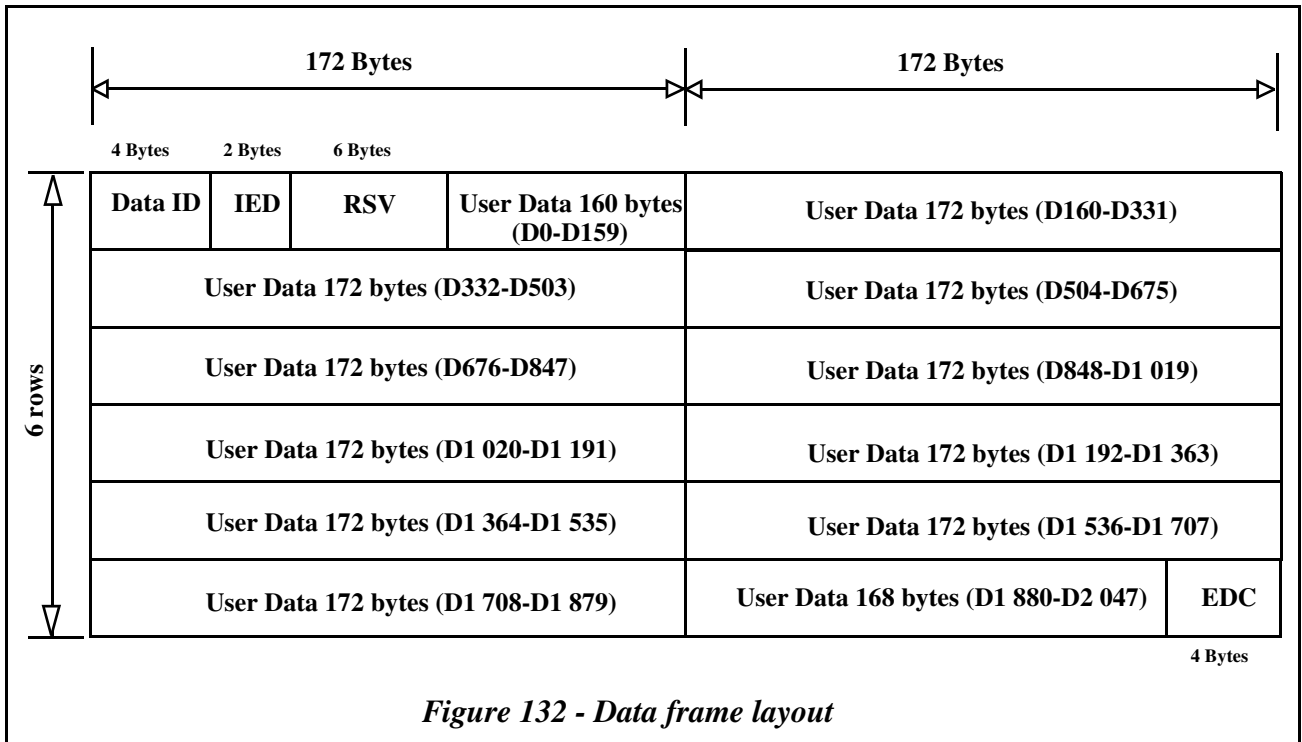 172 Bytes 172 Bytes
4 Bytes 2 Bytes 6 Bytes
Data ID IED RSV User Data 160 bytes
(D0-D159)
User Data 172 bytes (D160-D331)
User Data 172 bytes (D332-D503) User Data 172 bytes (D504-D675)
User Data 172 bytes (D676-D847) User Data 172 bytes (D848-D1 019)
6 rows
User Data 172 bytes (D1 020-D1 191) User Data 172 bytes (D1 192-D1 363)
User Data 172 bytes (D1 364-D1 535) User Data 172 bytes (D1 536-D1 707)
User Data 172 bytes (D1 708-D1 879) User Data 168 bytes (D1 880-D2 047) EDC
4 Bytes
Figure 132 - Data frame layout